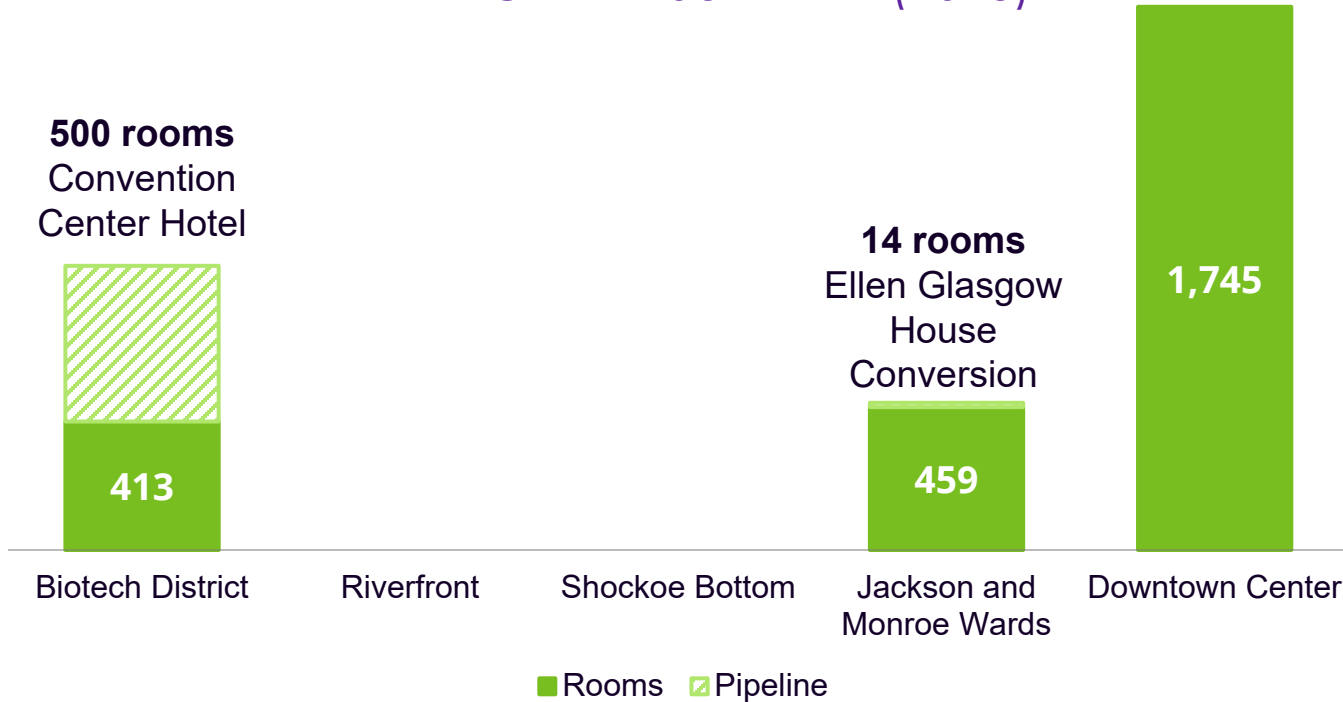 500 rooms
Convention
Center Hotel
14 rooms
Ellen Glasgow
House
Conversion
1,745
413
459
Biotech District
Riverfront
Shockoe Bottom
Jackson and
Monroe Wards
Downtown Center
Rooms
Pipeline